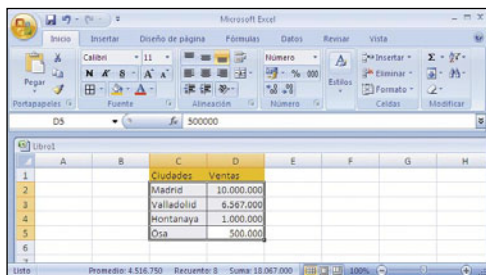 Microsoft Excel
Inicio Insertar Diseño de página Fórmulas Datos Revisar Vista
Pegar
Calibri 11
N K S A A
Número
% 000
Estilos
Insertar
Eliminar
Formato
Portapapeles Fuente Alineación Número Celdas Modificar
D5 fx 500000
Libro1
A B C D E F G H
1 Ciudades Ventas
2 Madrid 10.000.000
3 Valladolid 6.567.000
4 Hontanaya 1.000.000
5 Osa 500.000
6
Listo Promedio: 4.516.750 Recuento: 8 Suma: 18.067.000 100%